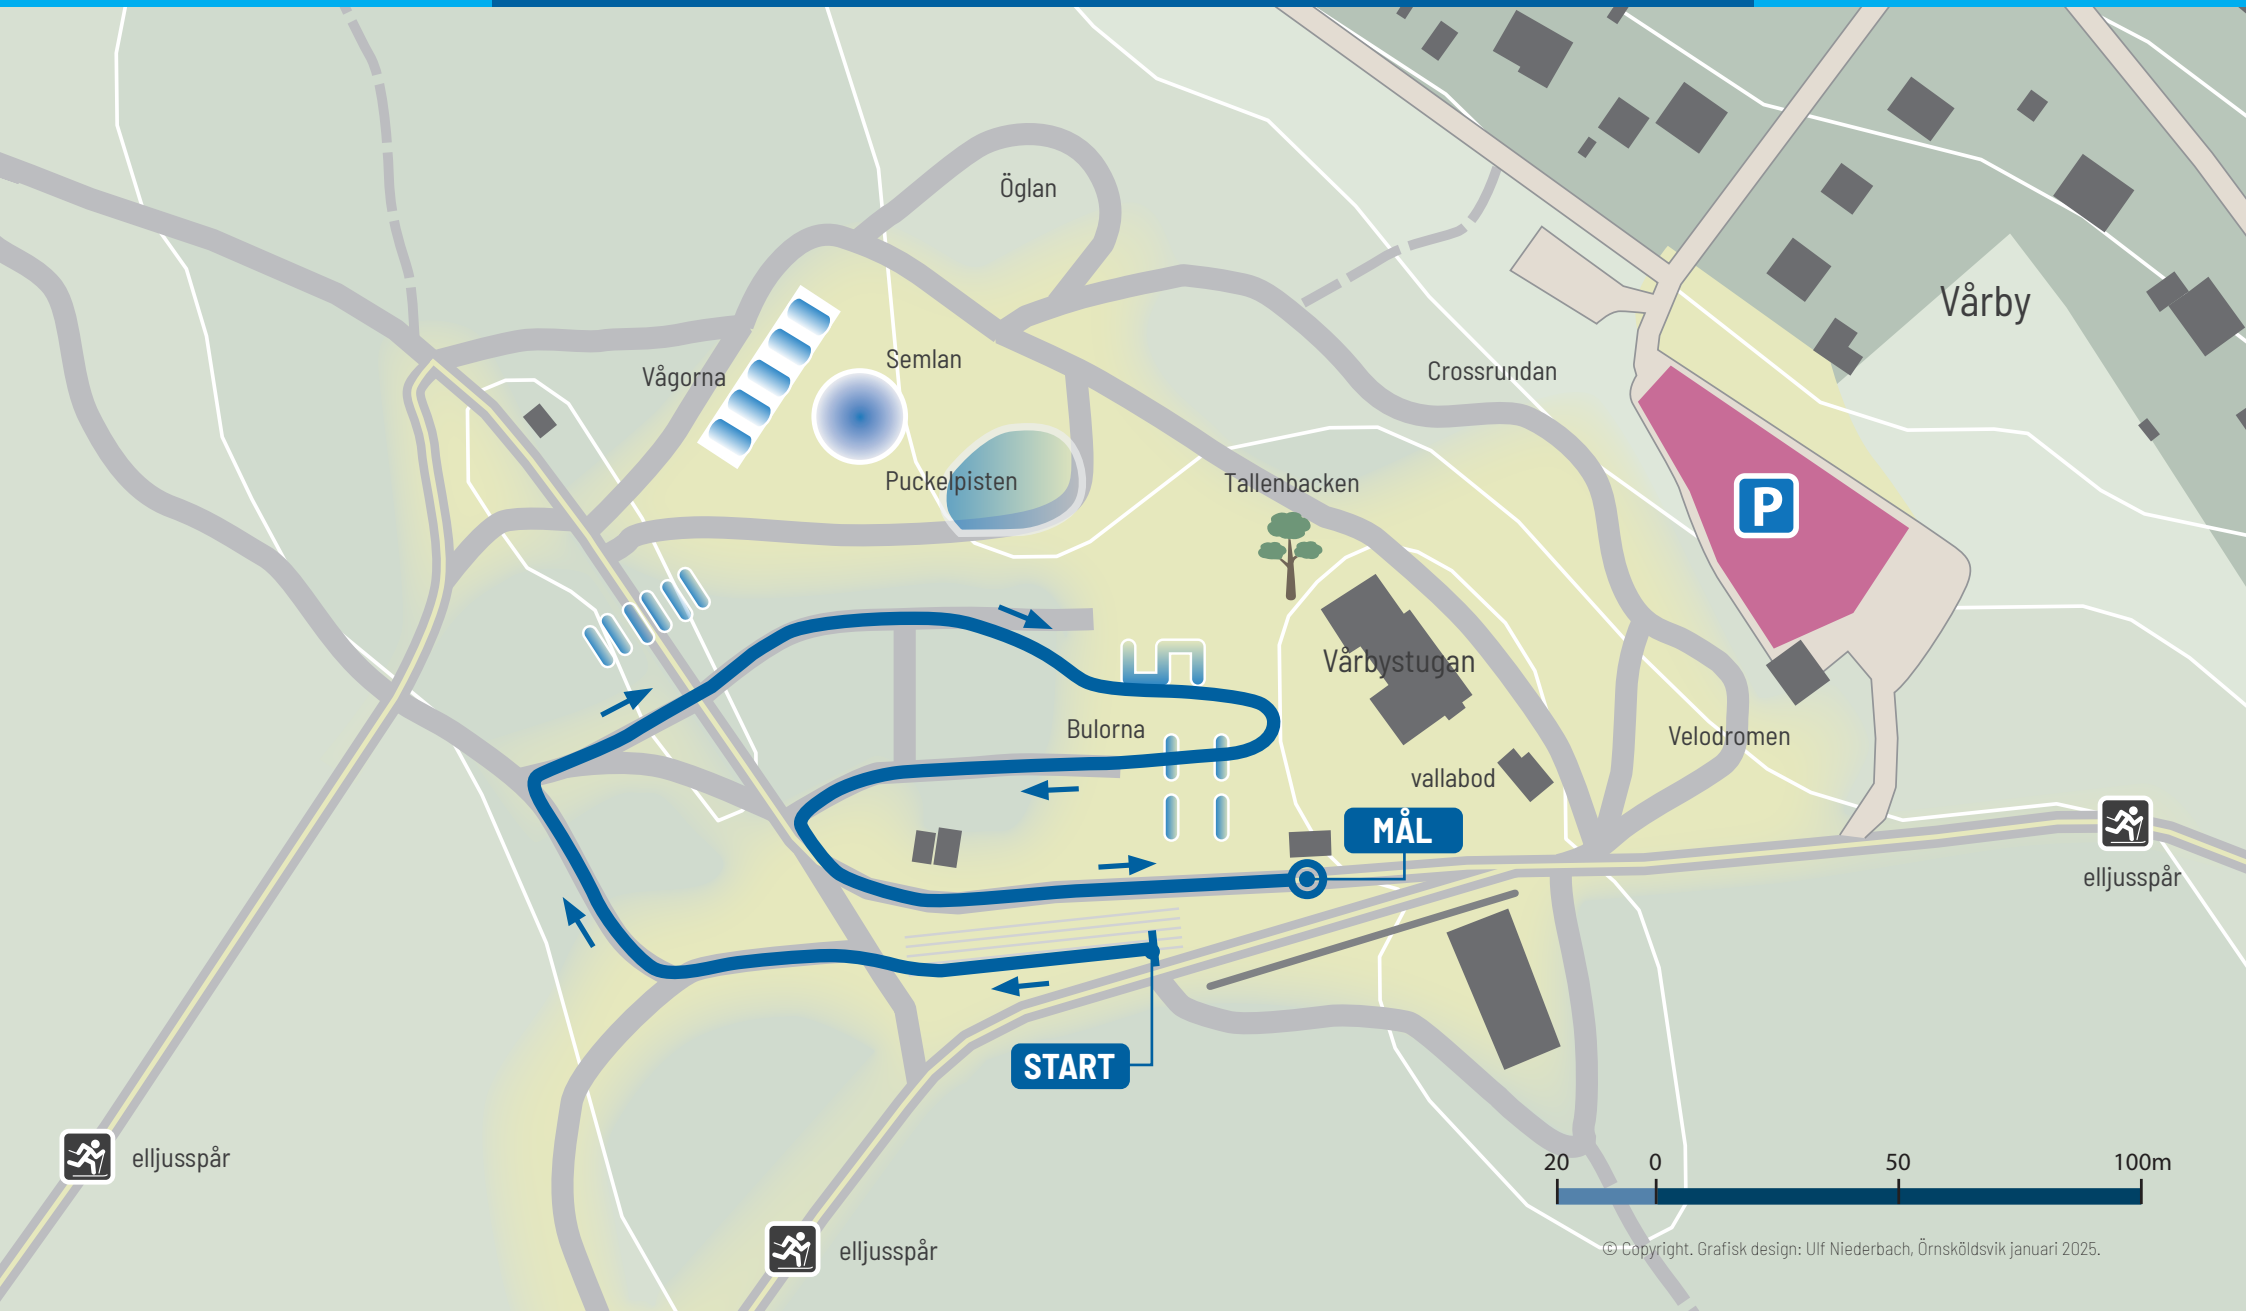 Öglan
Vårby
Semlan
Vågorna
Crossrundan
Puckelpisten
Tallenbacken
P
Vårbystugan
Bulorna
Velodromen
vallabod
MÅL
elljusspår
START
elljusspår
20 0 50 100m
elljusspår
© Copyright. Grafisk design: Ulf Niederbach, Örnsköldsvik januari 2025.